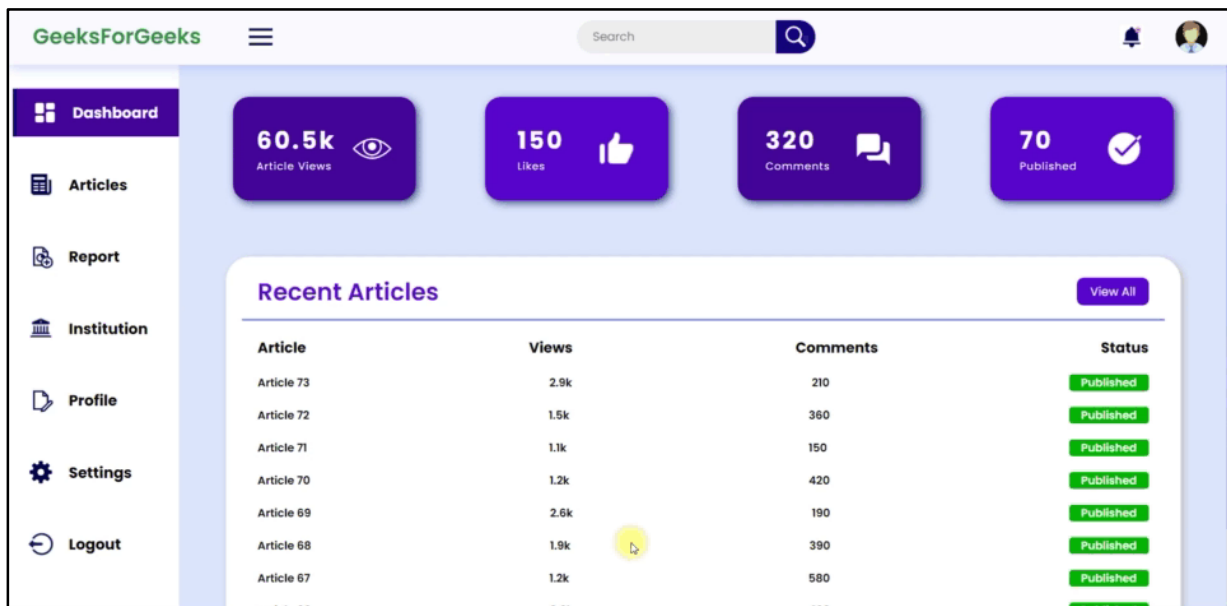 GeeksForGeeks Search
Dashboard
Articles
Report
Institution
Profile
Settings
Logout
60.5k
Article Views
150
Likes
320
Comments
70
Published
Recent Articles View All
Article Views Comments Status
Article 73 2.9k 210 Published
Article 72 1.5k 360 Published
Article 71 1.1k 150 Published
Article 70 1.2k 420 Published
Article 69 2.6k 190 Published
Article 68 1.9k 390 Published
Article 67 1.2k 580 Published